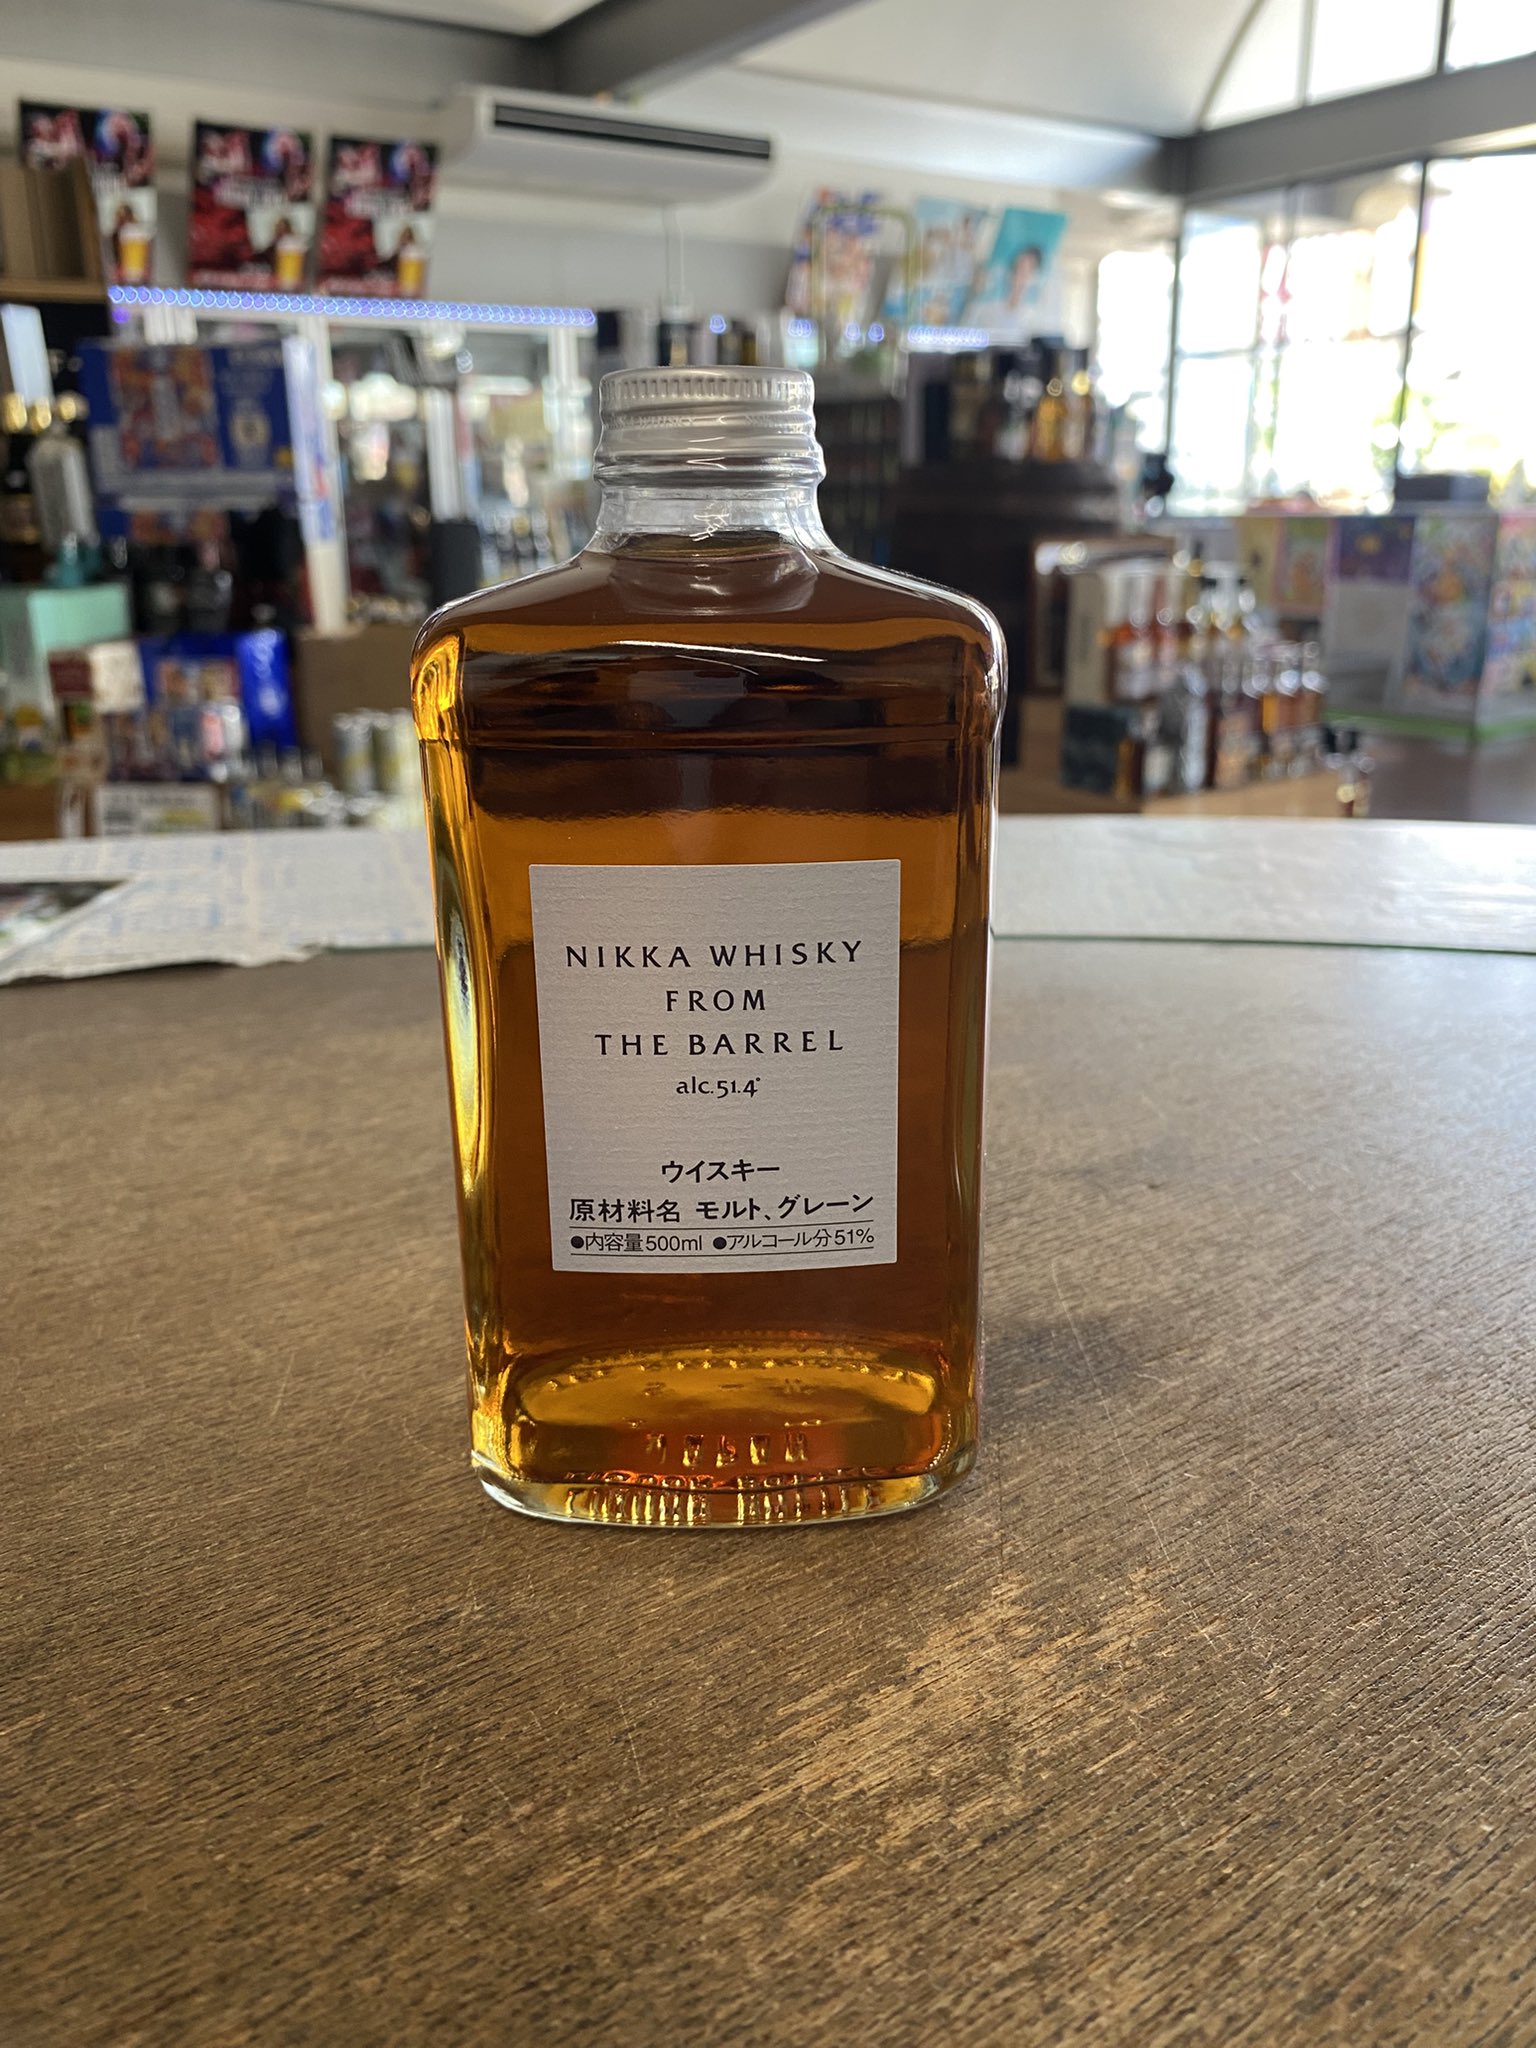 NIKKA WHISKY
FROM
THE BARREL
alc.51.4°
ウイスキー
原材料名 モルト、グレーン
●内容量500ml ●アルコール分51%